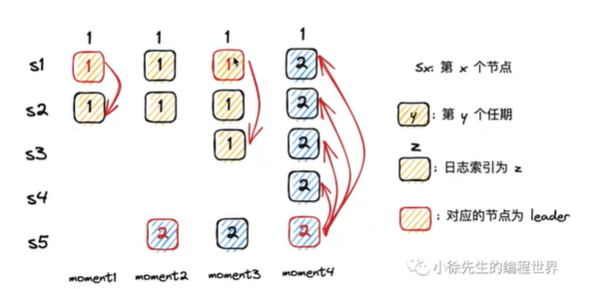 1 1 1 1
s1 1 1 1 2
sx: 第 x 个节点
s2 1 1 1 2
y : 第 y 个任期
s3 1 2
z
: 日志索引为 z
s4 2
s5 2 2 2
: 对应的节点为 leader
moment1 moment2 moment3 moment4
小徐先生的编程世界